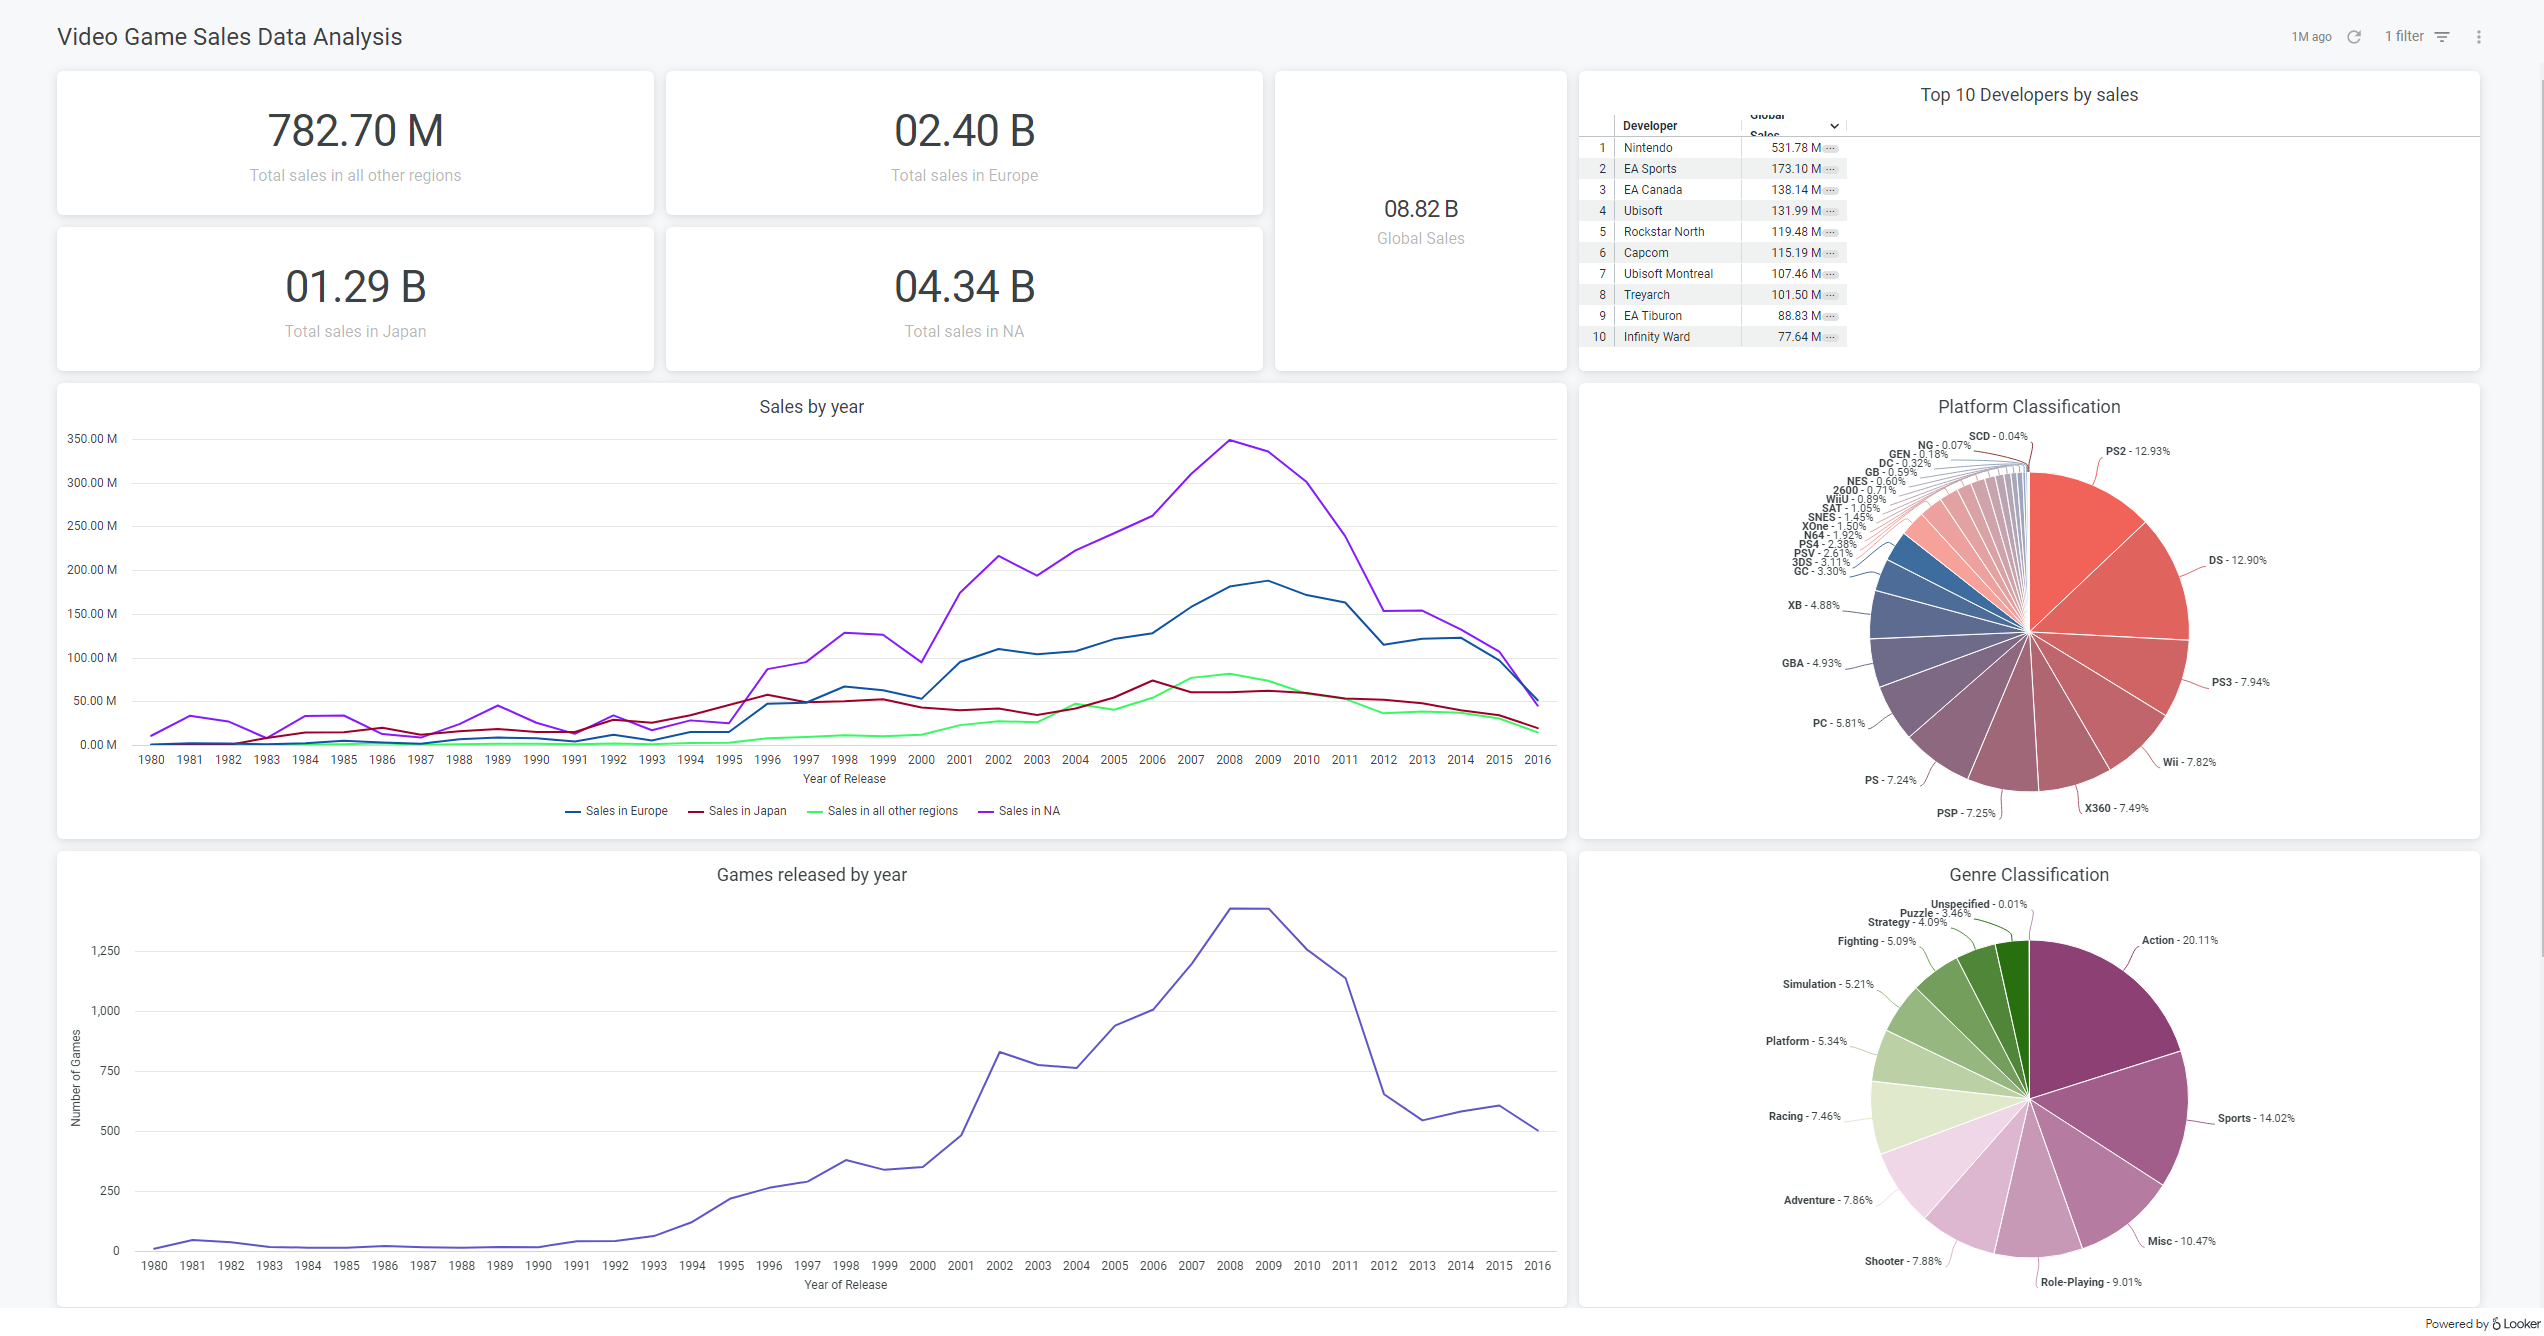 Video Game Sales Data Analysis
1M ago
1 filter
782.70 M
Total sales in all other regions
02.40 B
Total sales in Europe
01.29 B
Total sales in Japan
04.34 B
Total sales in NA
08.82 B
Global Sales
Top 10 Developers by sales
Developer Global Sales
1 Nintendo 531.78 M
2 EA Sports 173.10 M
3 EA Canada 138.14 M
4 Ubisoft 131.99 M
5 Rockstar North 119.48 M
6 Capcom 115.19 M
7 Ubisoft Montreal 107.46 M
8 Treyarch 101.50 M
9 EA Tiburon 88.83 M
10 Infinity Ward 77.64 M
Sales by year
350.00 M
300.00 M
250.00 M
200.00 M
150.00 M
100.00 M
50.00 M
0.00 M
1980 1981 1982 1983 1984 1985 1986 1987 1988 1989 1990 1991 1992 1993 1994 1995 1996 1997 1998 1999 2000 2001 2002 2003 2004 2005 2006 2007 2008 2009 2010 2011 2012 2013 2014 2015 2016
Year of Release
Sales in Europe Sales in Japan Sales in all other regions Sales in NA
Platform Classification
SCD - 0.04%
NG - 0.07%
GEN - 0.18%
DC - 0.32%
GB - 0.59%
NES - 0.60%
2600 - 0.71%
WiiU - 0.89%
SAT - 1.05%
SNES - 1.45%
XOne - 1.50%
N64 - 1.92%
PS4 - 2.38%
PSV - 2.61%
3DS - 3.11%
GC - 3.30%
XB - 4.88%
GBA - 4.93%
PC - 5.81%
PS - 7.24%
PSP - 7.25%
X360 - 7.49%
Wii - 7.82%
PS3 - 7.94%
DS - 12.90%
PS2 - 12.93%
Games released by year
Number of Games
1,250
1,000
750
500
250
0
1980 1981 1982 1983 1984 1985 1986 1987 1988 1989 1990 1991 1992 1993 1994 1995 1996 1997 1998 1999 2000 2001 2002 2003 2004 2005 2006 2007 2008 2009 2010 2011 2012 2013 2014 2015 2016
Year of Release
Genre Classification
Unspecified - 0.01%
Puzzle - 3.46%
Strategy - 4.09%
Fighting - 5.09%
Simulation - 5.21%
Platform - 5.34%
Racing - 7.46%
Adventure - 7.86%
Shooter - 7.88%
Role-Playing - 9.01%
Misc - 10.47%
Sports - 14.02%
Action - 20.11%
Powered by Looker